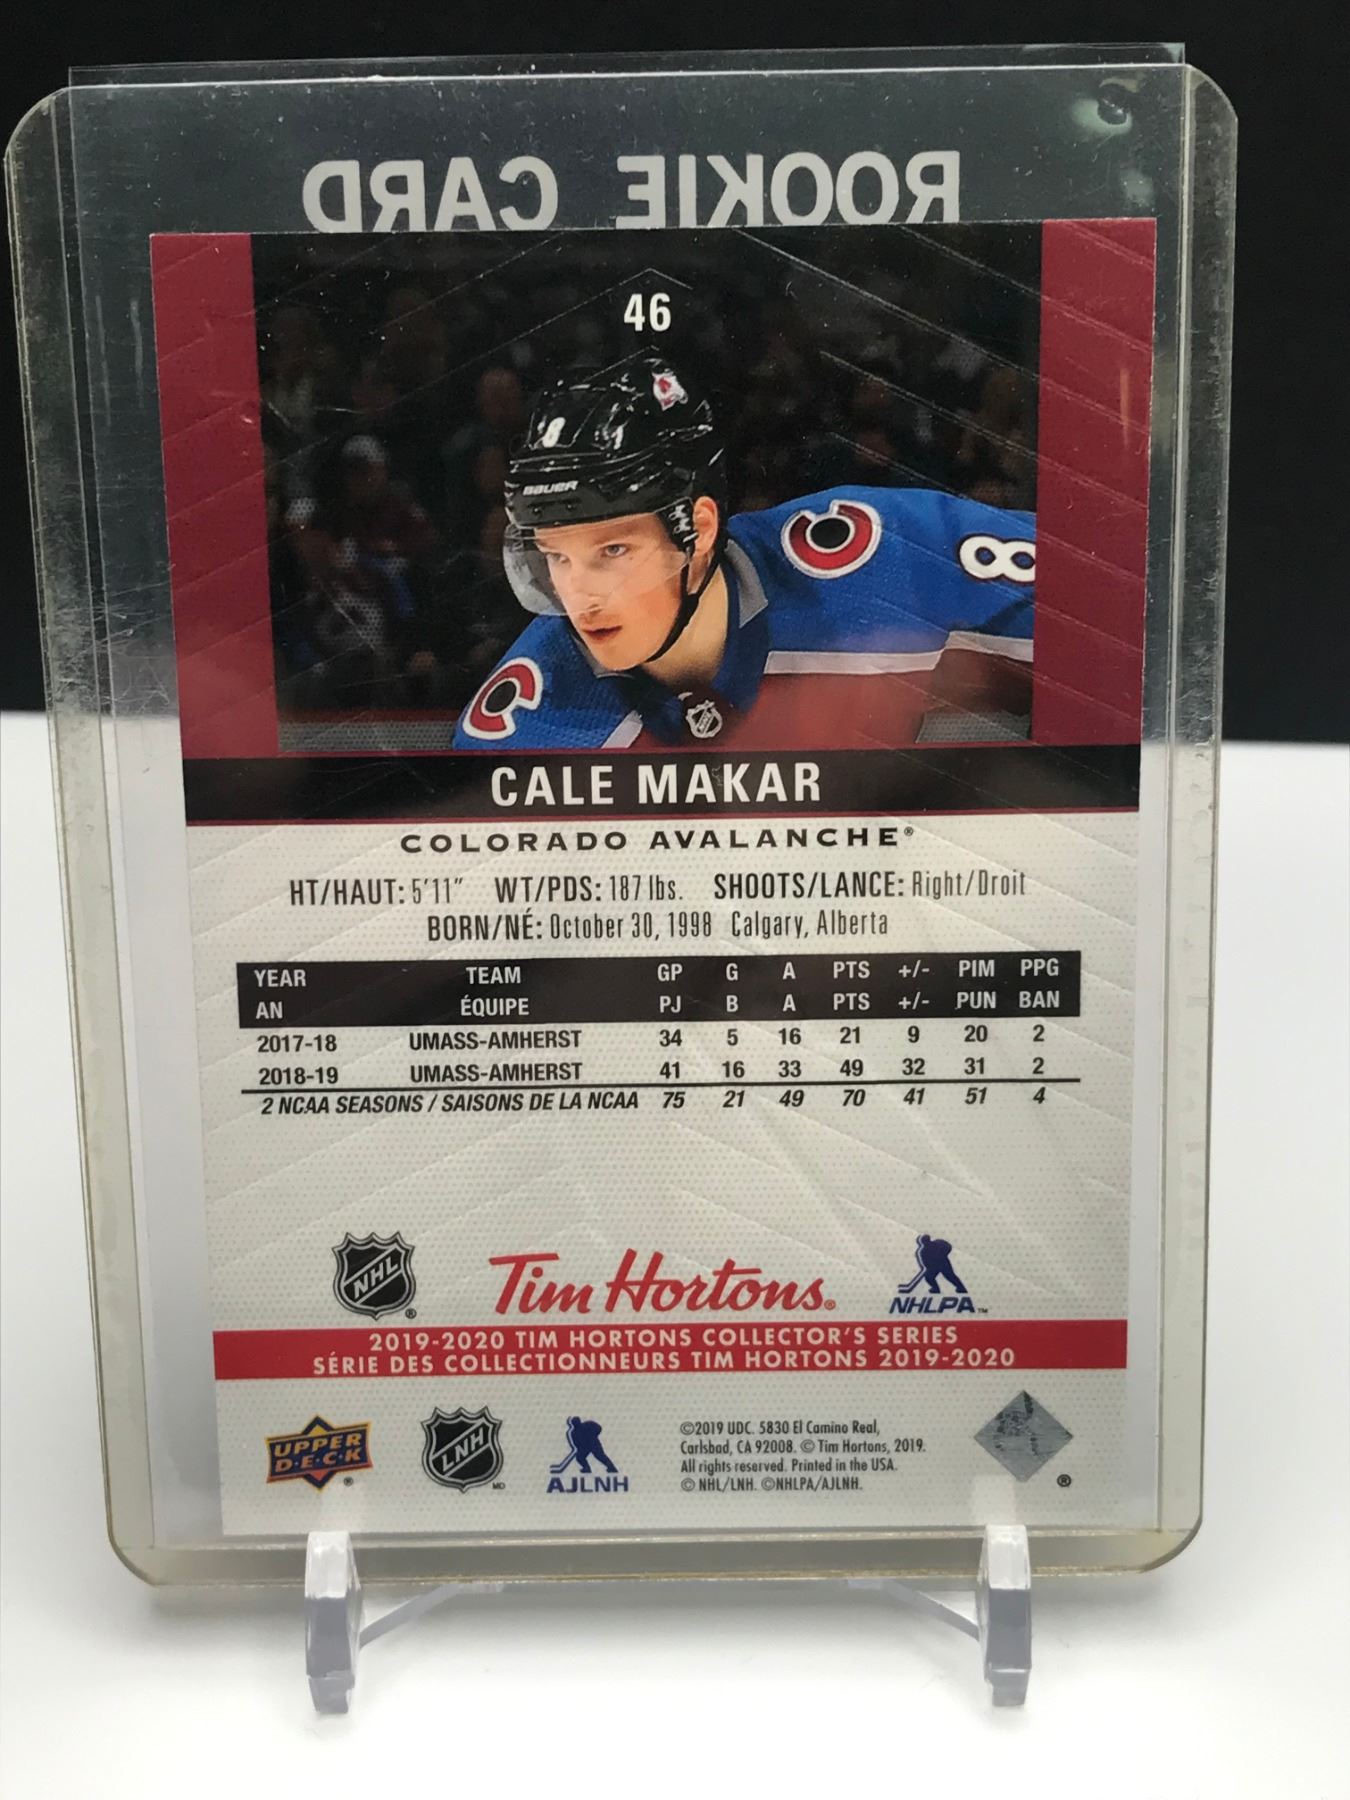 ROOKIE CARD
46
8
BAUER
8
CALE MAKAR
COLORADO AVALANCHE®
HT/HAUT: 5'11" WT/PDS: 187 lbs. SHOOTS/LANCE: Right/Droit
BORN/NÉ: October 30, 1998 Calgary, Alberta
YEAR TEAM GP G A PTS +/- PIM PPG
AN ÉQUIPE PJ B A PTS +/- PUN BAN
2017-18 UMASS-AMHERST 34 5 16 21 9 20 2
2018-19 UMASS-AMHERST 41 16 33 49 32 31 2
2 NCAA SEASONS / SAISONS DE LA NCAA 75 21 49 70 41 51 4
NHL ® Tim Hortons® NHLPA™
2019-2020 TIM HORTONS COLLECTOR'S SERIES
SÉRIE DES COLLECTIONNEURS TIM HORTONS 2019-2020
UPPER DECK ® LNH MD AJLNH
©2019 UDC. 5830 El Camino Real,
Carlsbad, CA 92008. © Tim Hortons, 2019.
All rights reserved. Printed in the USA.
© NHL/LNH. ©NHLPA/AJLNH.
®